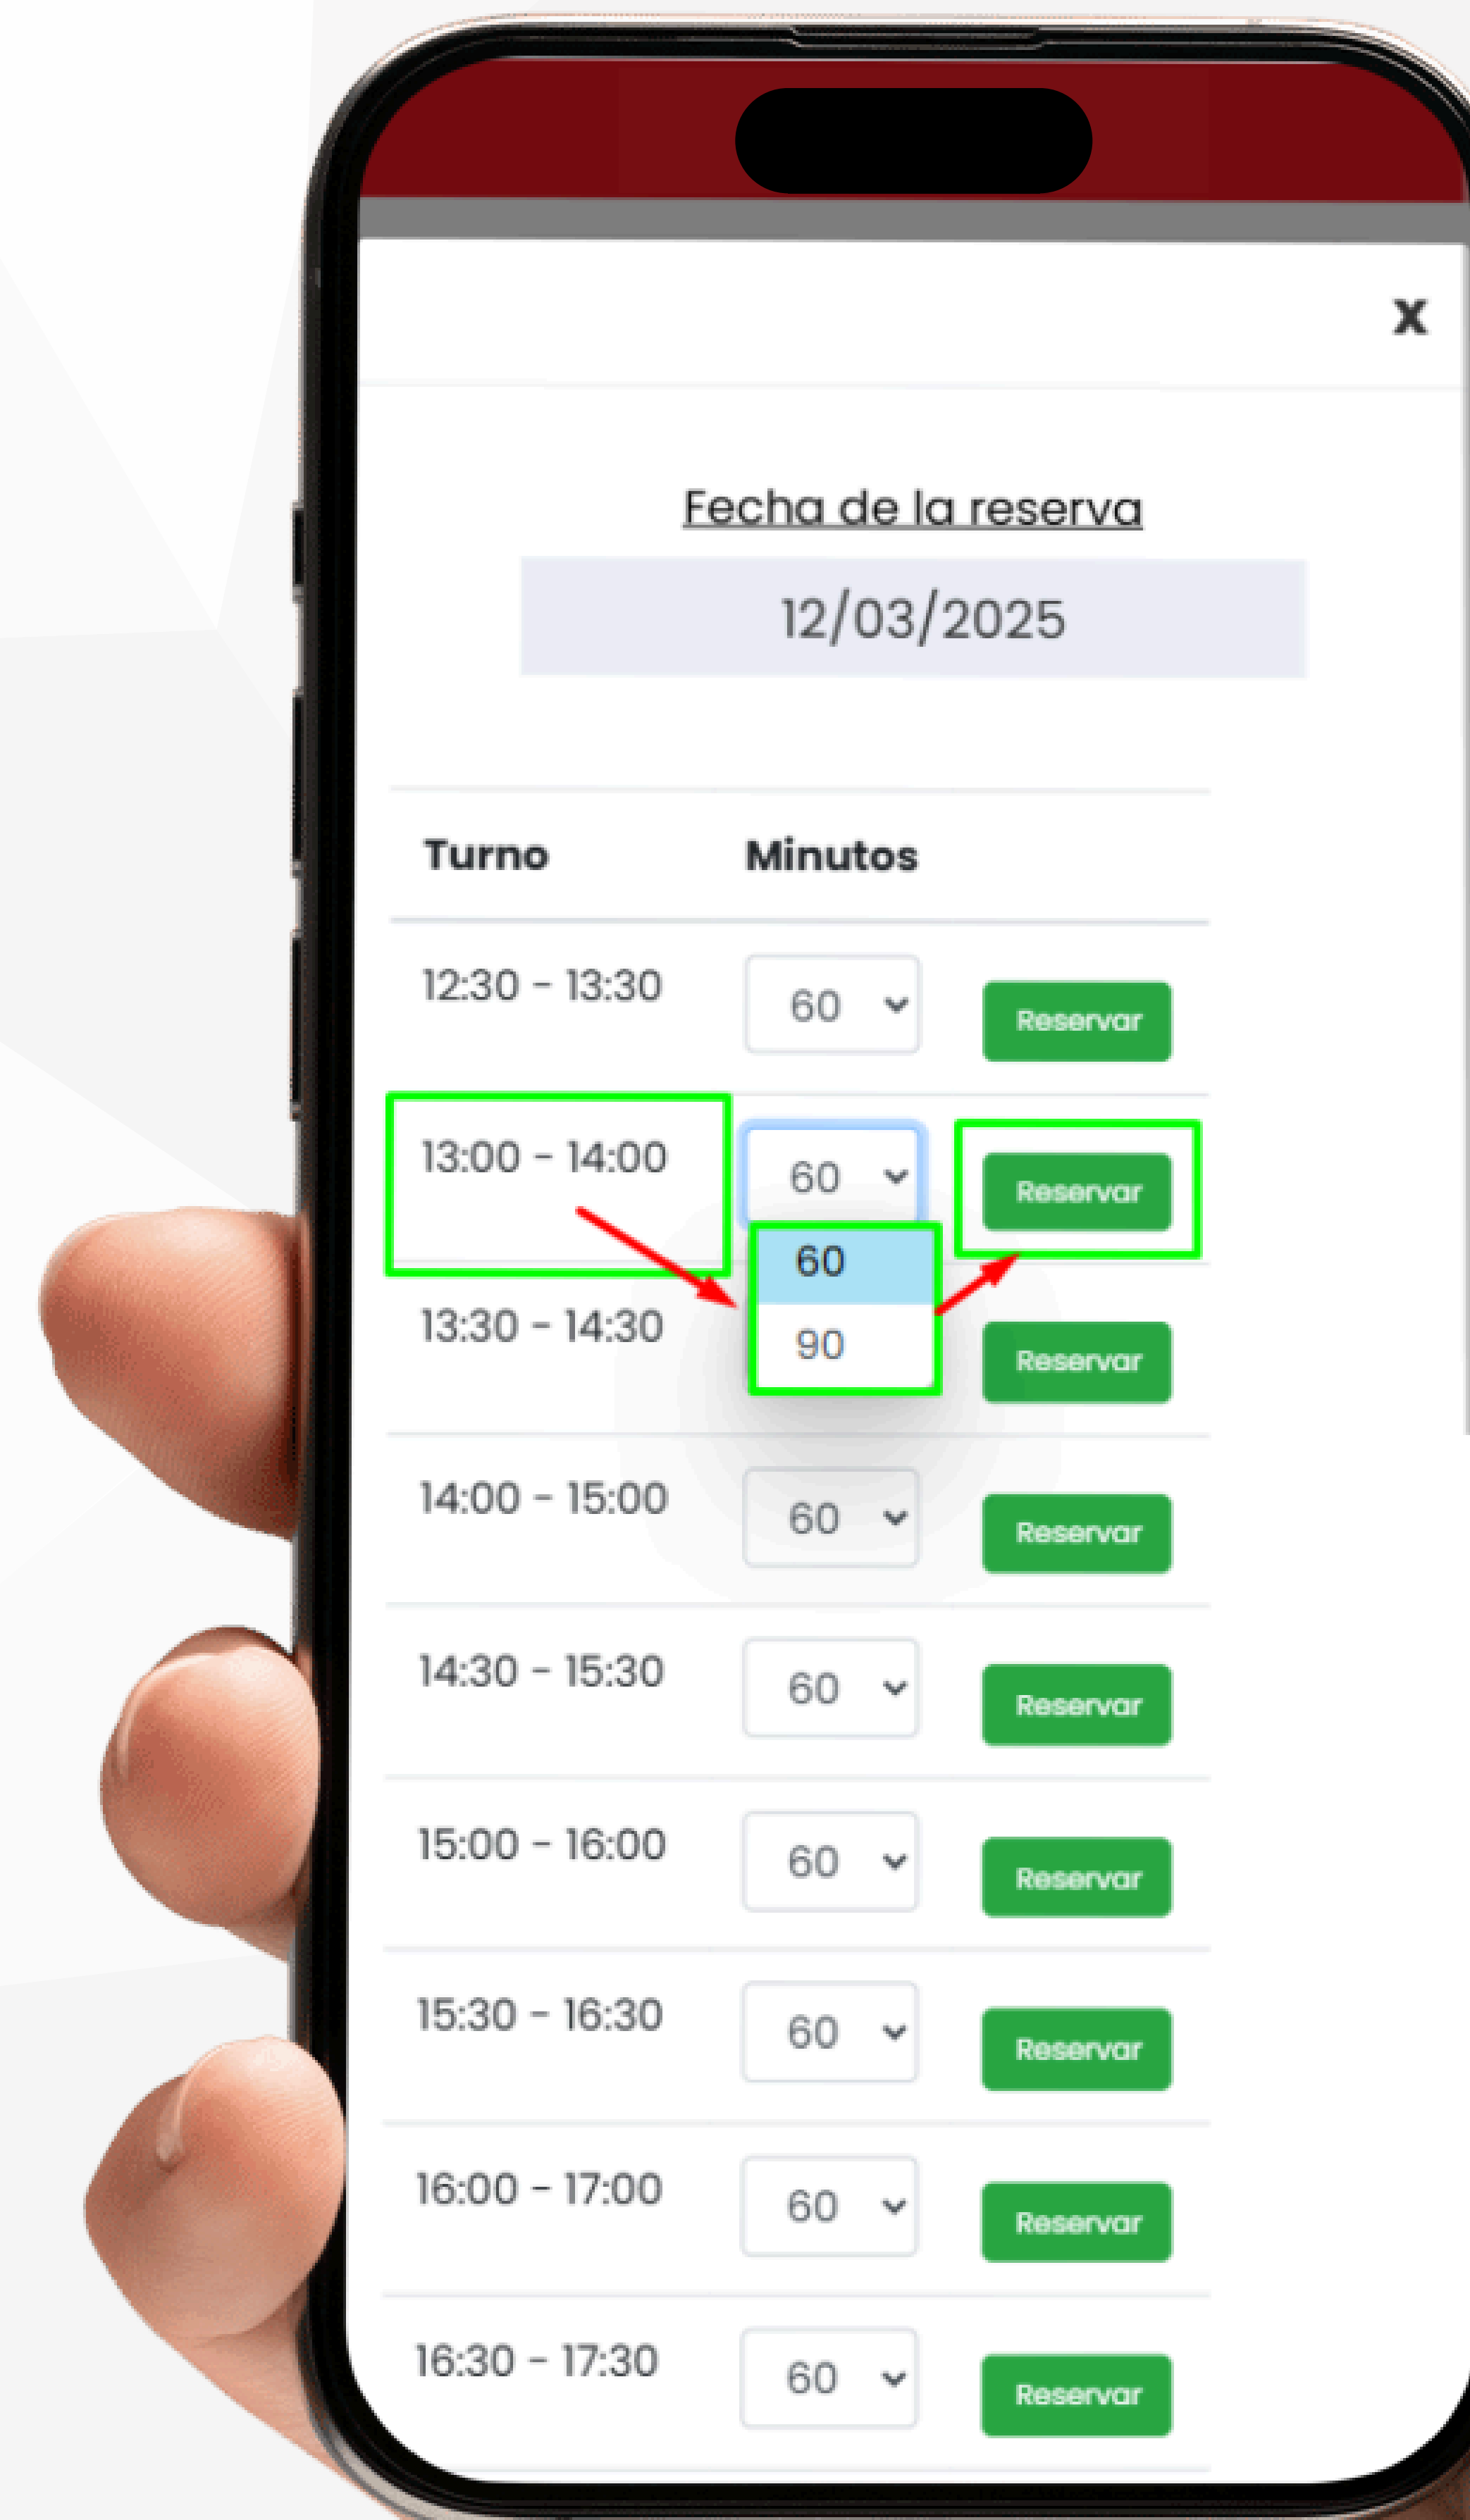 x
Fecha de la reserva
12/03/2025
Turno Minutos
12:30 - 13:30 60 Reservar
13:00 - 14:00 60 Reservar
60
13:30 - 14:30 90 Reservar
14:00 - 15:00 60 Reservar
14:30 - 15:30 60 Reservar
15:00 - 16:00 60 Reservar
15:30 - 16:30 60 Reservar
16:00 - 17:00 60 Reservar
16:30 - 17:30 60 Reservar